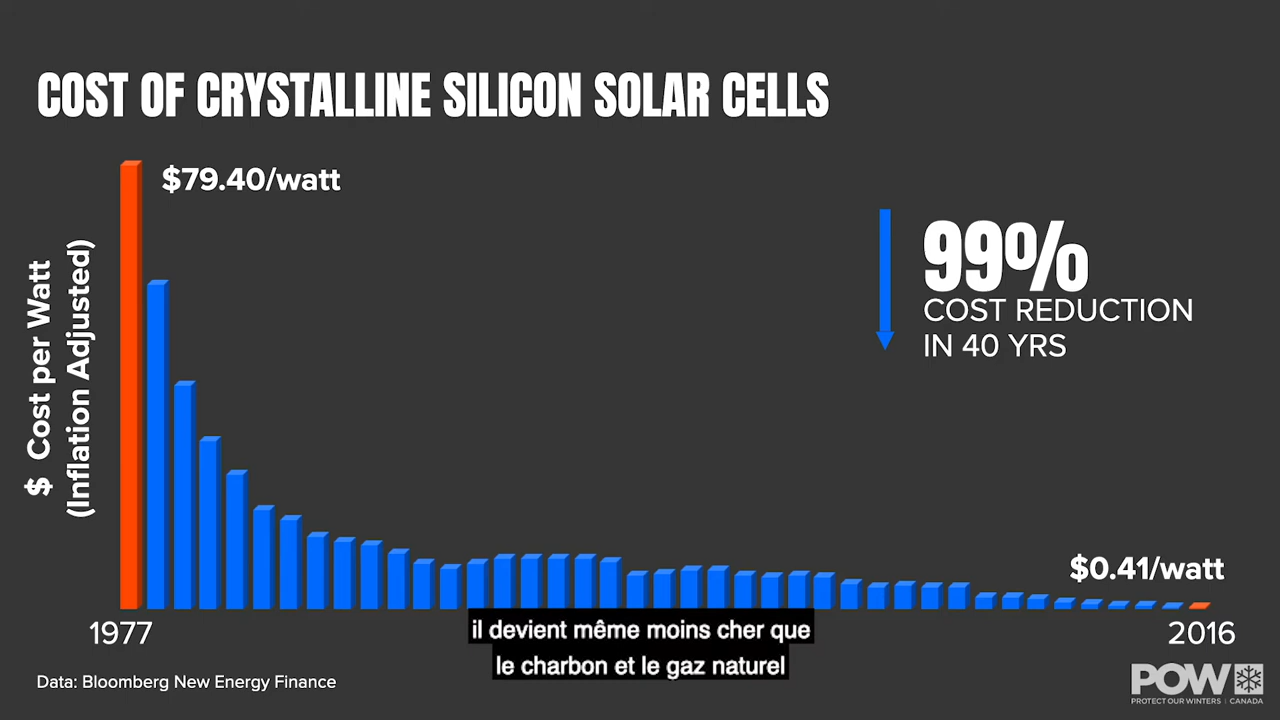 COST OF CRYSTALLINE SILICON SOLAR CELLS
$79.40/watt
$ Cost per Watt
(Inflation Adjusted)
99%
COST REDUCTION
IN 40 YRS
$0.41/watt
1977
2016
il devient même moins cher que
le charbon et le gaz naturel
Data: Bloomberg New Energy Finance
POW
PROTECT OUR WINTERS | CANADA